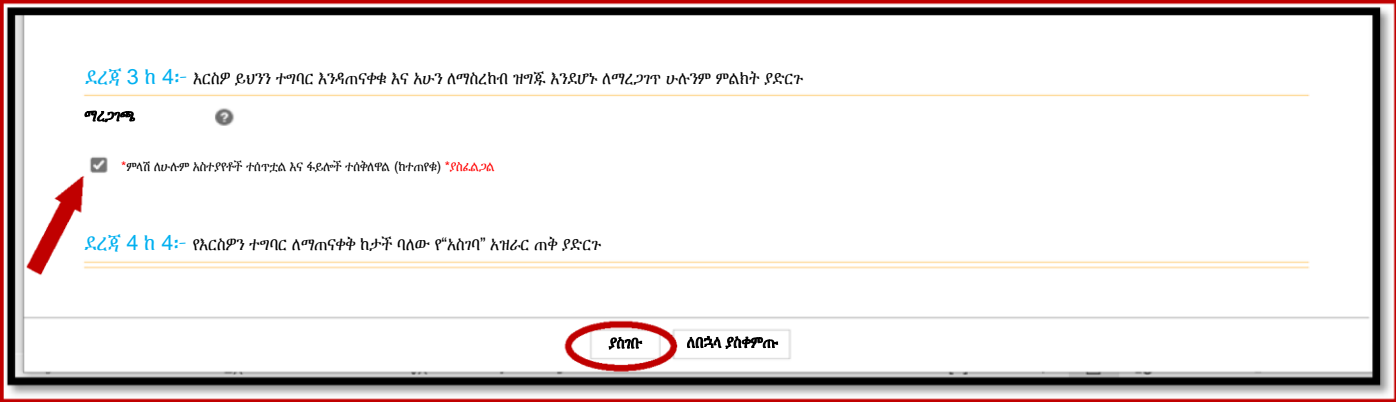 ደረጃ 3 ከ 4፡- እርስዎ ይህንን ተግባር እንዳጠናቀቁ እና አሁን ለማስረከብ ዝግጁ እንደሆኑ ለማረጋገጥ ሁሉንም ምልክት ያድርጉ
ማረጋገጫ
*ምላሽ ለሁሉም አስተያየቶች ተሰጥቷል እና ፋይሎች ተሰቅለዋል (ከተጠየቁ) *ያስፈልጋል
ደረጃ 4 ከ 4፡- የእርስዎን ተግባር ለማጠናቀቅ ከታች ባለው የ“አስገባ” አዝራር ጠቅ ያድርጉ
ያስገቡ ለበኋላ ያስቀምጡ